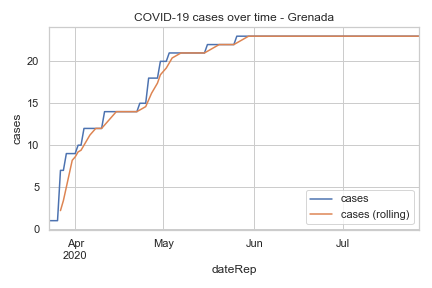 COVID-19 cases over time - Grenada
cases
20
15
10
5
0
cases
cases (rolling)
Apr
2020
May
Jun
Jul
dateRep